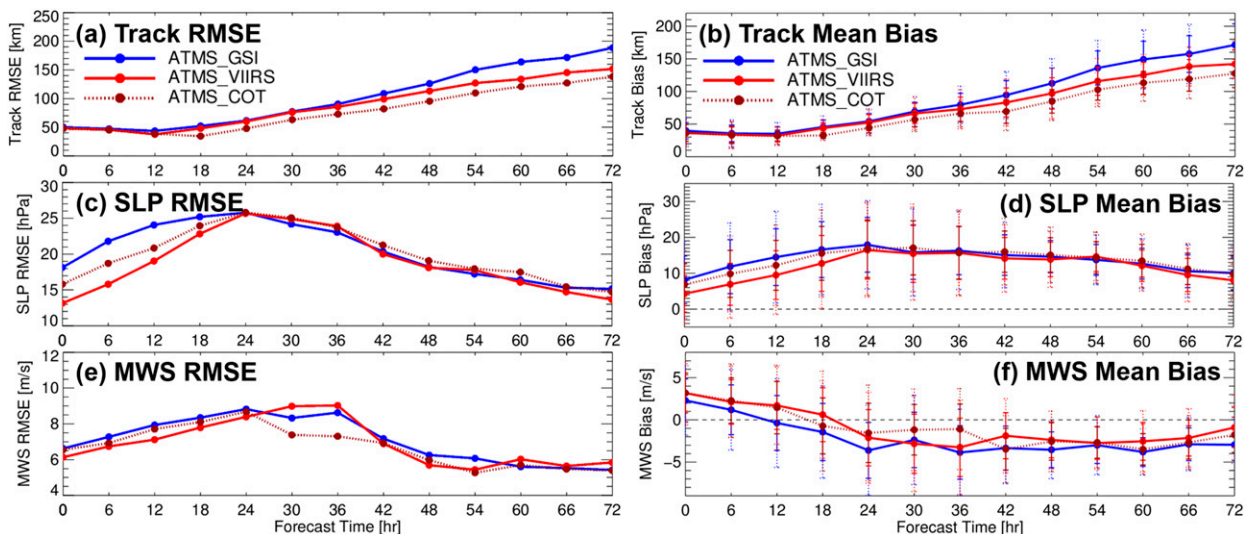 (a) Track RMSE
ATMS_GSI
ATMS_VIIRS
ATMS_COT
Track RMSE [km]
250
200
150
100
50
0
0 6 12 18 24 30 36 42 48 54 60 66 72
(b) Track Mean Bias
ATMS_GSI
ATMS_VIIRS
ATMS_COT
Track Bias [km]
200
150
100
50
0
0 6 12 18 24 30 36 42 48 54 60 66 72
(c) SLP RMSE
SLP RMSE [hPa]
30
25
20
15
10
0 6 12 18 24 30 36 42 48 54 60 66 72
(d) SLP Mean Bias
SLP Bias [hPa]
30
20
10
0
0 6 12 18 24 30 36 42 48 54 60 66 72
(e) MWS RMSE
MWS RMSE [m/s]
12
10
8
6
4
0 6 12 18 24 30 36 42 48 54 60 66 72
Forecast Time [hr]
(f) MWS Mean Bias
MWS Bias [m/s]
5
0
−5
0 6 12 18 24 30 36 42 48 54 60 66 72
Forecast Time [hr]